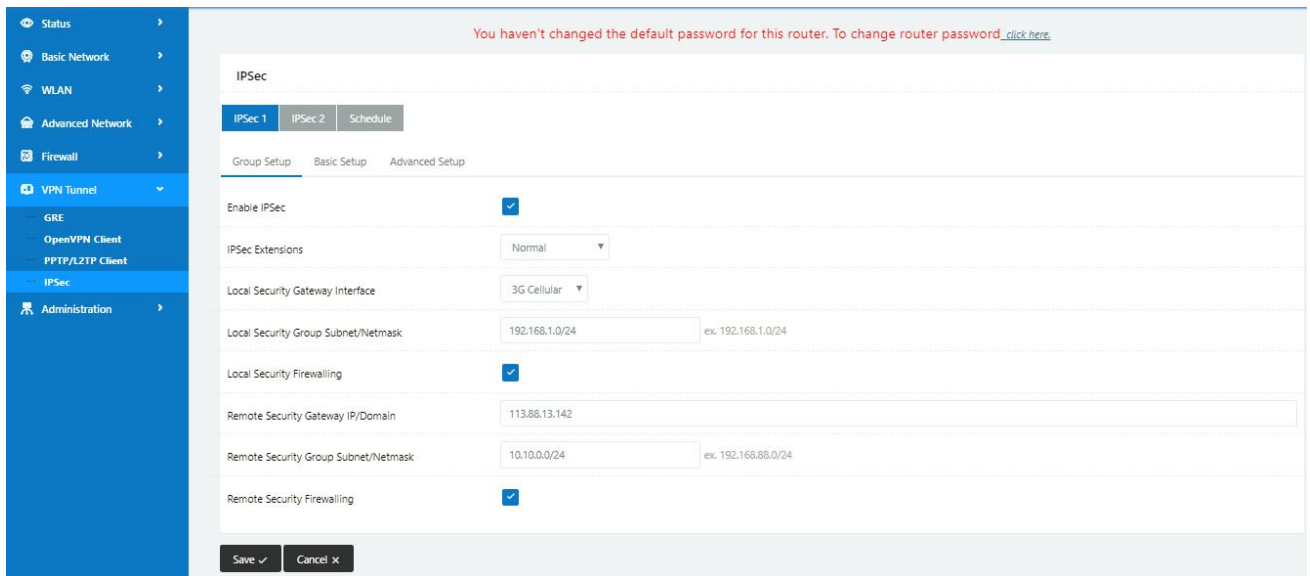 Status
Basic Network
WLAN
Advanced Network
Firewall
VPN Tunnel
GRE
OpenVPN Client
PPTP/L2TP Client
IPSec
Administration
You haven't changed the default password for this router. To change router password click here.
IPSec
IPSec 1 IPSec 2 Schedule
Group Setup Basic Setup Advanced Setup
Enable IPSec
IPSec Extensions Normal
Local Security Gateway Interface 3G Cellular
Local Security Group Subnet/Netmask 192.168.1.0/24 ex. 192.168.1.0/24
Local Security Firewalling
Remote Security Gateway IP/Domain 113.88.13.142
Remote Security Group Subnet/Netmask 10.10.0.0/24 ex. 192.168.88.0/24
Remote Security Firewalling
Save Cancel